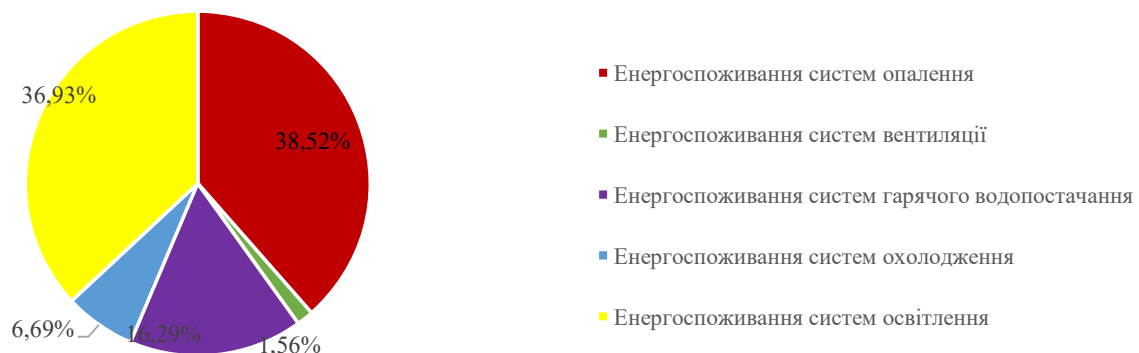 36,93%
38,52%
6,69%
16,29%
1,56%
Енергоспоживання систем опалення
Енергоспоживання систем вентиляції
Енергоспоживання систем гарячого водопостачання
Енергоспоживання систем охолодження
Енергоспоживання систем освітлення